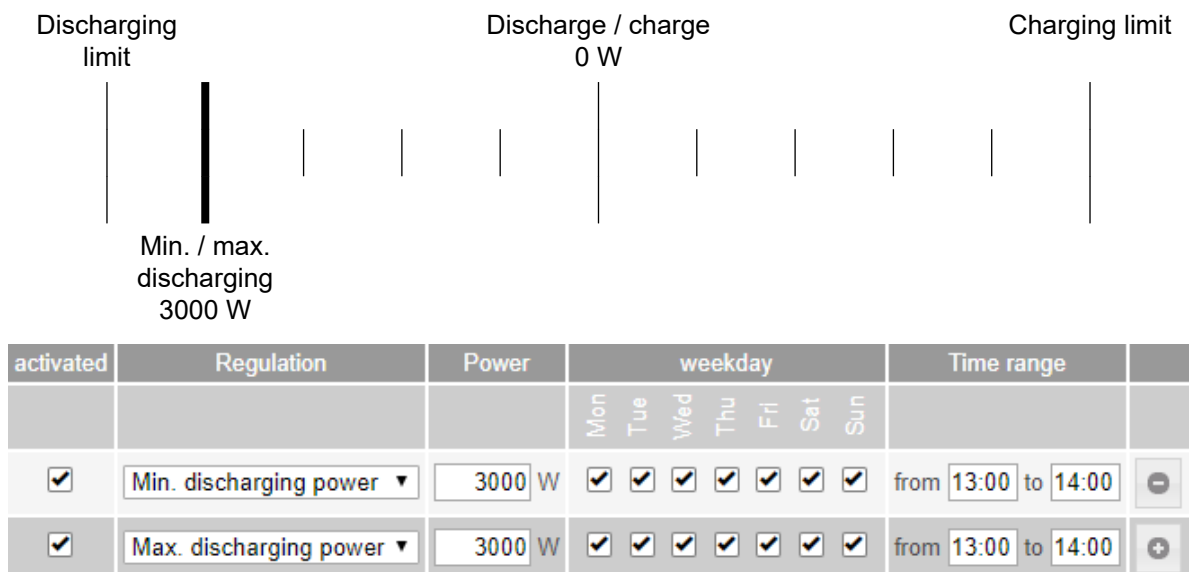 Discharging limit
Discharge / charge 0 W
Charging limit
Min. / max.
discharging
3000 W
activated Regulation Power weekday Time range
Mon Tue Wed Thu Fri Sat Sun
Min. discharging power 3000 W from 13:00 to 14:00
Max. discharging power 3000 W from 13:00 to 14:00